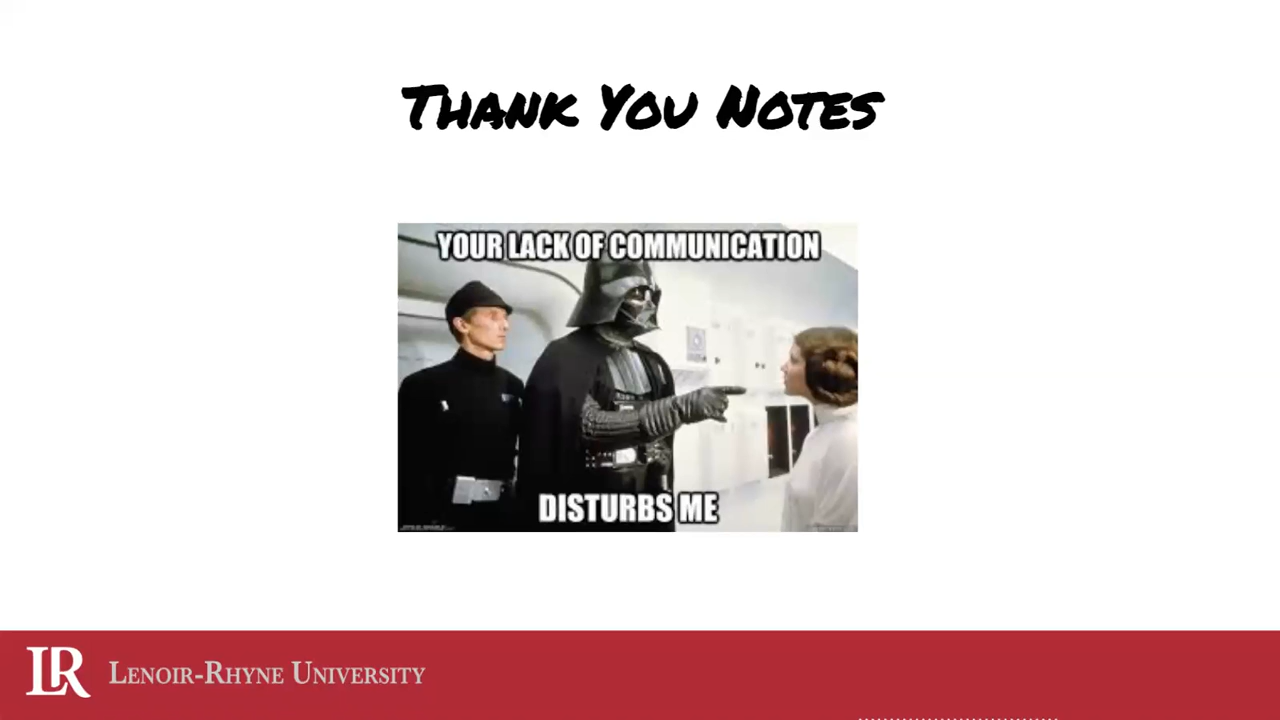 Thank You Notes
YOUR LACK OF COMMUNICATION
DISTURBS ME
LR Lenoir-Rhyne University